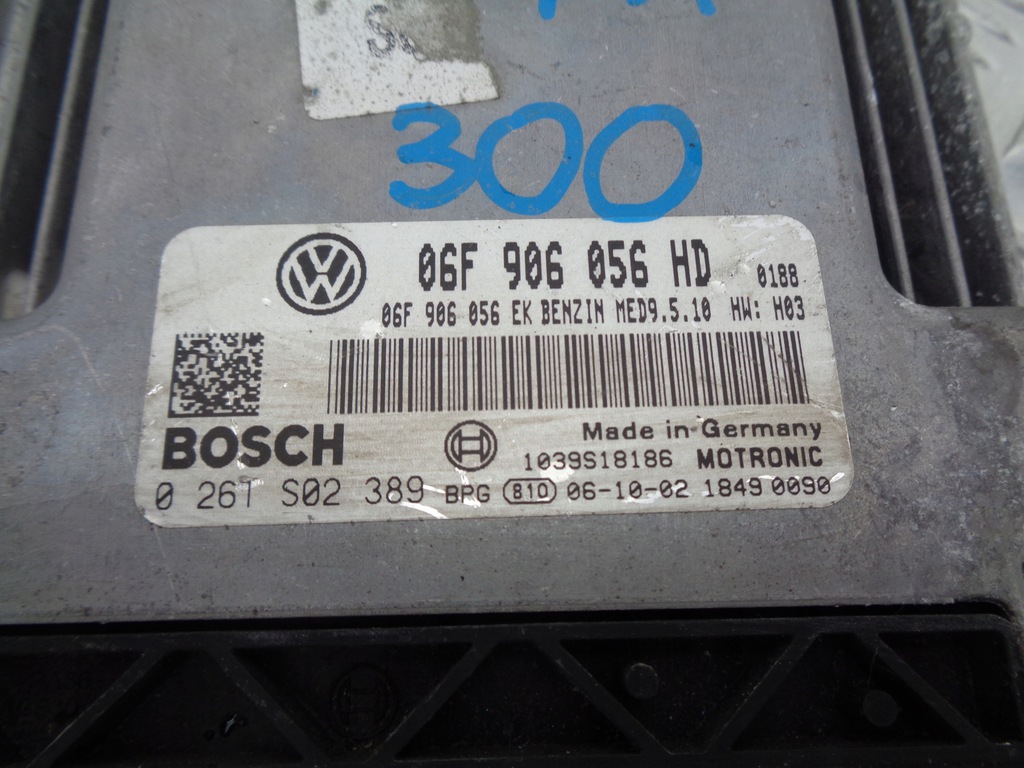 300
06F 906 056 HD 0188
06F 906 056 EK BENZIN MED9.5.10 HW: H03
BOSCH
Made in Germany
1039S18186 MOTRONIC
0 261 S02 389 BPG 810 06-10-02 1849 0090